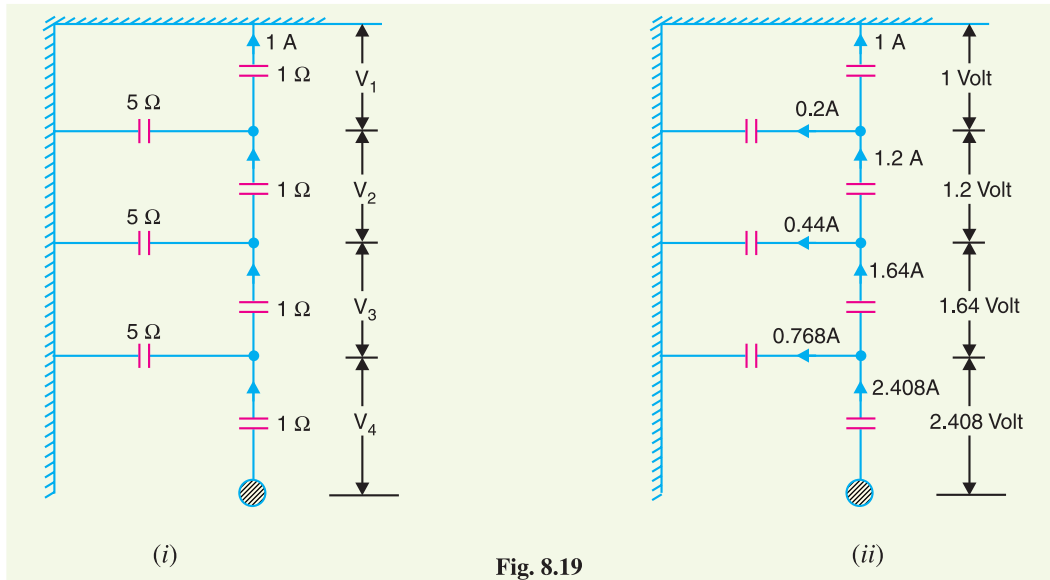 1 A
1 Ω
V1
5 Ω
1 Ω
V2
5 Ω
1 Ω
V3
5 Ω
1 Ω
V4
(i)
1 A
1 Volt
0.2A
1.2 A
1.2 Volt
0.44A
1.64A
1.64 Volt
0.768A
2.408A
2.408 Volt
(ii)
Fig. 8.19